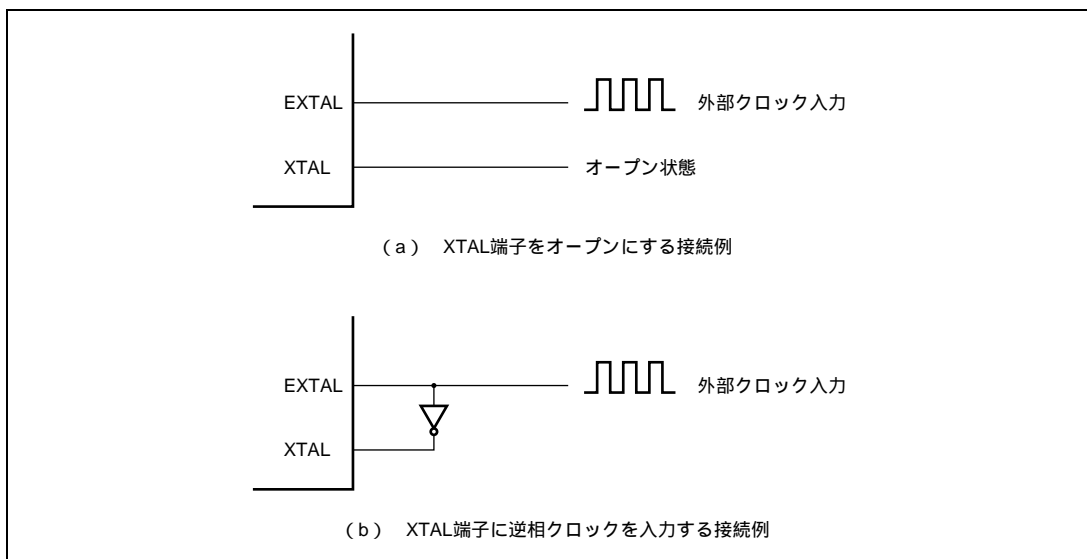 EXTAL
外部クロック入力
XTAL
オープン状態
（a） XTAL端子をオープンにする接続例
EXTAL
外部クロック入力
XTAL
（b） XTAL端子に逆相クロックを入力する接続例